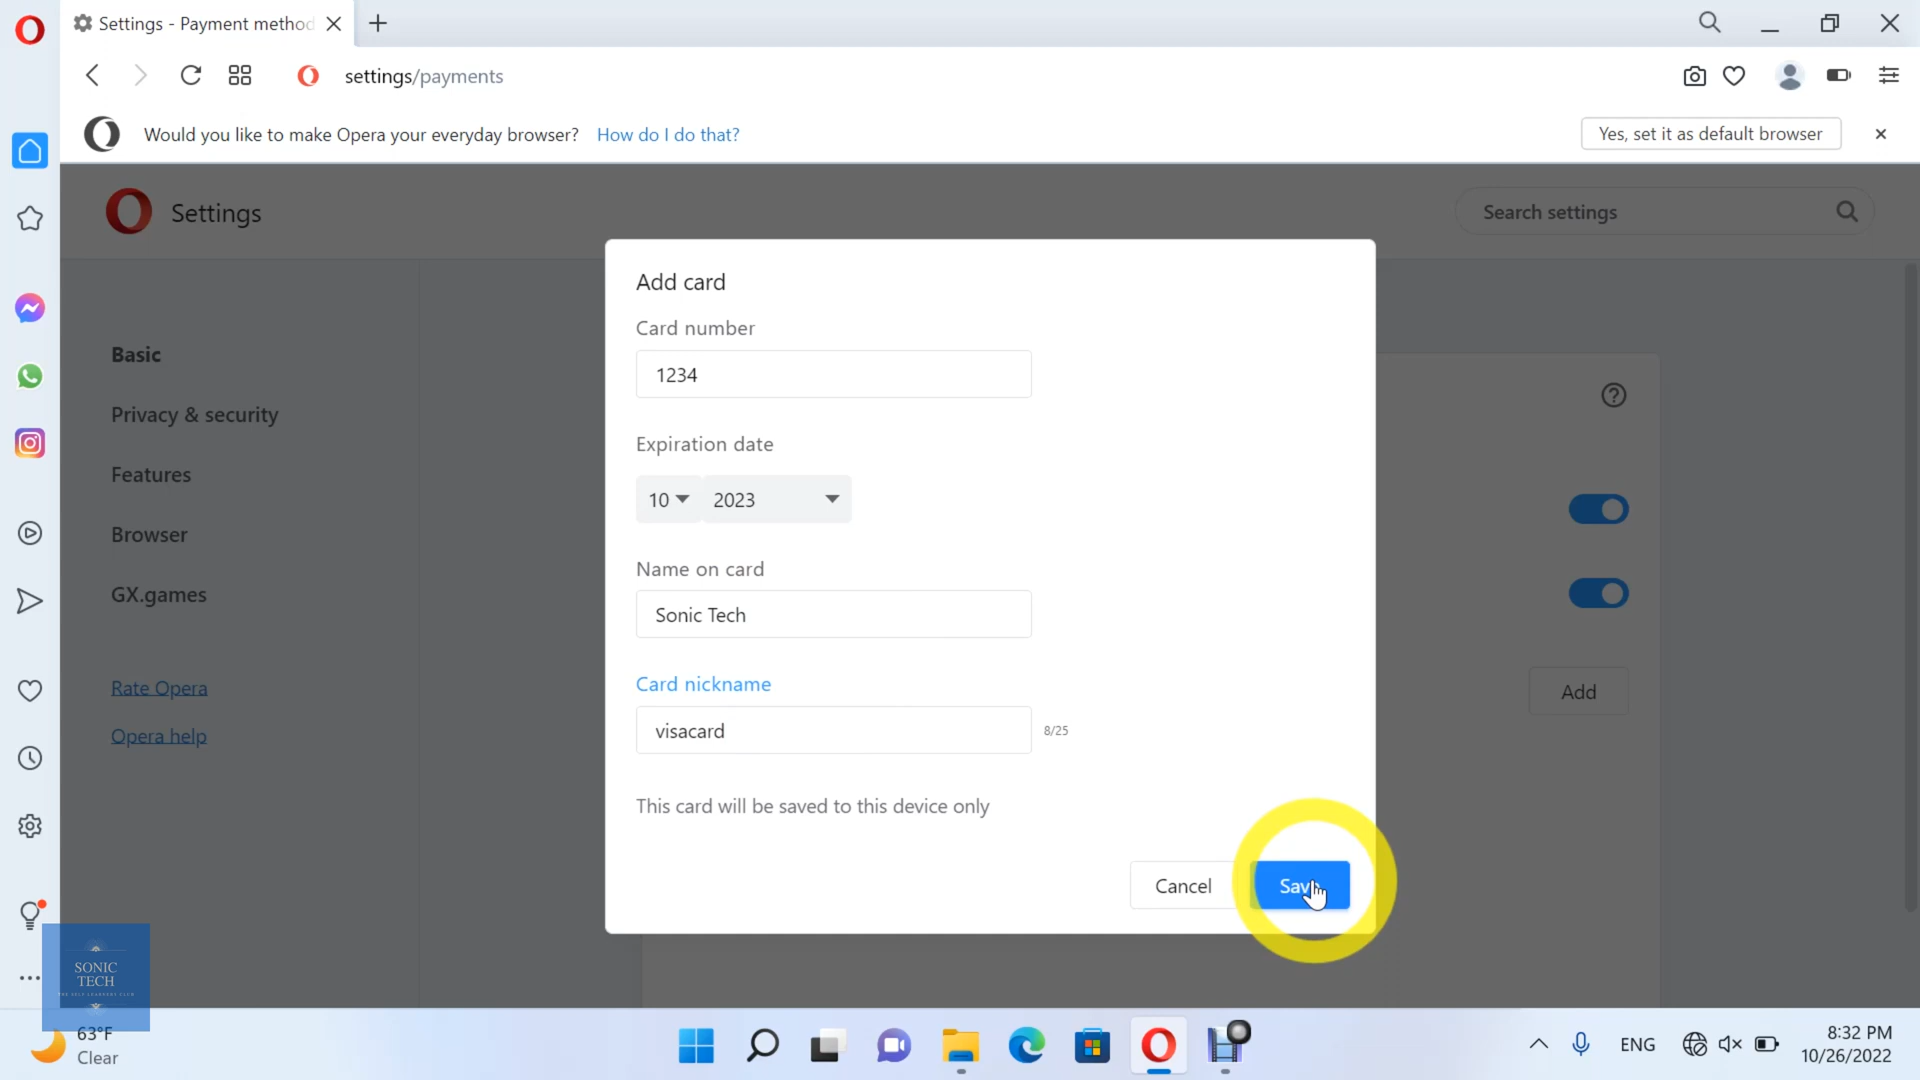 Settings - Payment method
settings/payments
Would you like to make Opera your everyday browser? How do I do that?
Yes, set it as default browser
Settings
Search settings
Basic
Privacy & security
Features
Browser
GX.games
Rate Opera
Opera help
Add card
Card number
1234
Expiration date
10 2023
Name on card
Sonic Tech
Card nickname
visacard
8/25
This card will be saved to this device only
Cancel
Save
Add
SONIC
TECH
THE SELF LEARNERS CLUB
63°F
Clear
ENG
8:32 PM
10/26/2022